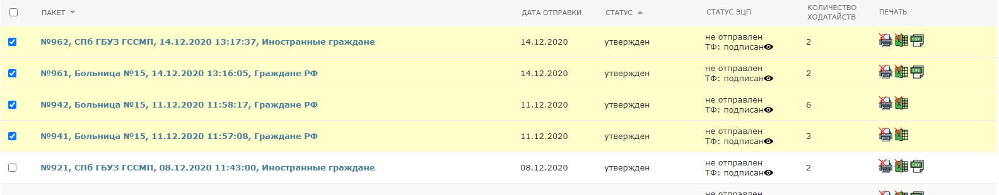 ПАКЕТ ДАТА ОТПРАВКИ СТАТУС СТАТУС ЭЦП КОЛИЧЕСТВО ХОДАТАЙСТВ ПЕЧАТЬ
№962, СПб ГБУЗ ГССМП, 14.12.2020 13:17:37, Иностранные граждане 14.12.2020 утвержден не отправлен 2
ТФ: подписан
CSV
№961, Больница №15, 14.12.2020 13:16:05, Граждане РФ 14.12.2020 утвержден не отправлен 2
ТФ: подписан
CSV
№942, Больница №15, 11.12.2020 11:58:17, Граждане РФ 11.12.2020 утвержден не отправлен 6
ТФ: подписан
№941, Больница №15, 11.12.2020 11:57:08, Граждане РФ 11.12.2020 утвержден не отправлен 3
ТФ: подписан
№921, СПб ГБУЗ ГССМП, 08.12.2020 11:43:00, Иностранные граждане 08.12.2020 утвержден не отправлен 2
ТФ: подписан
CSV
не отправлен